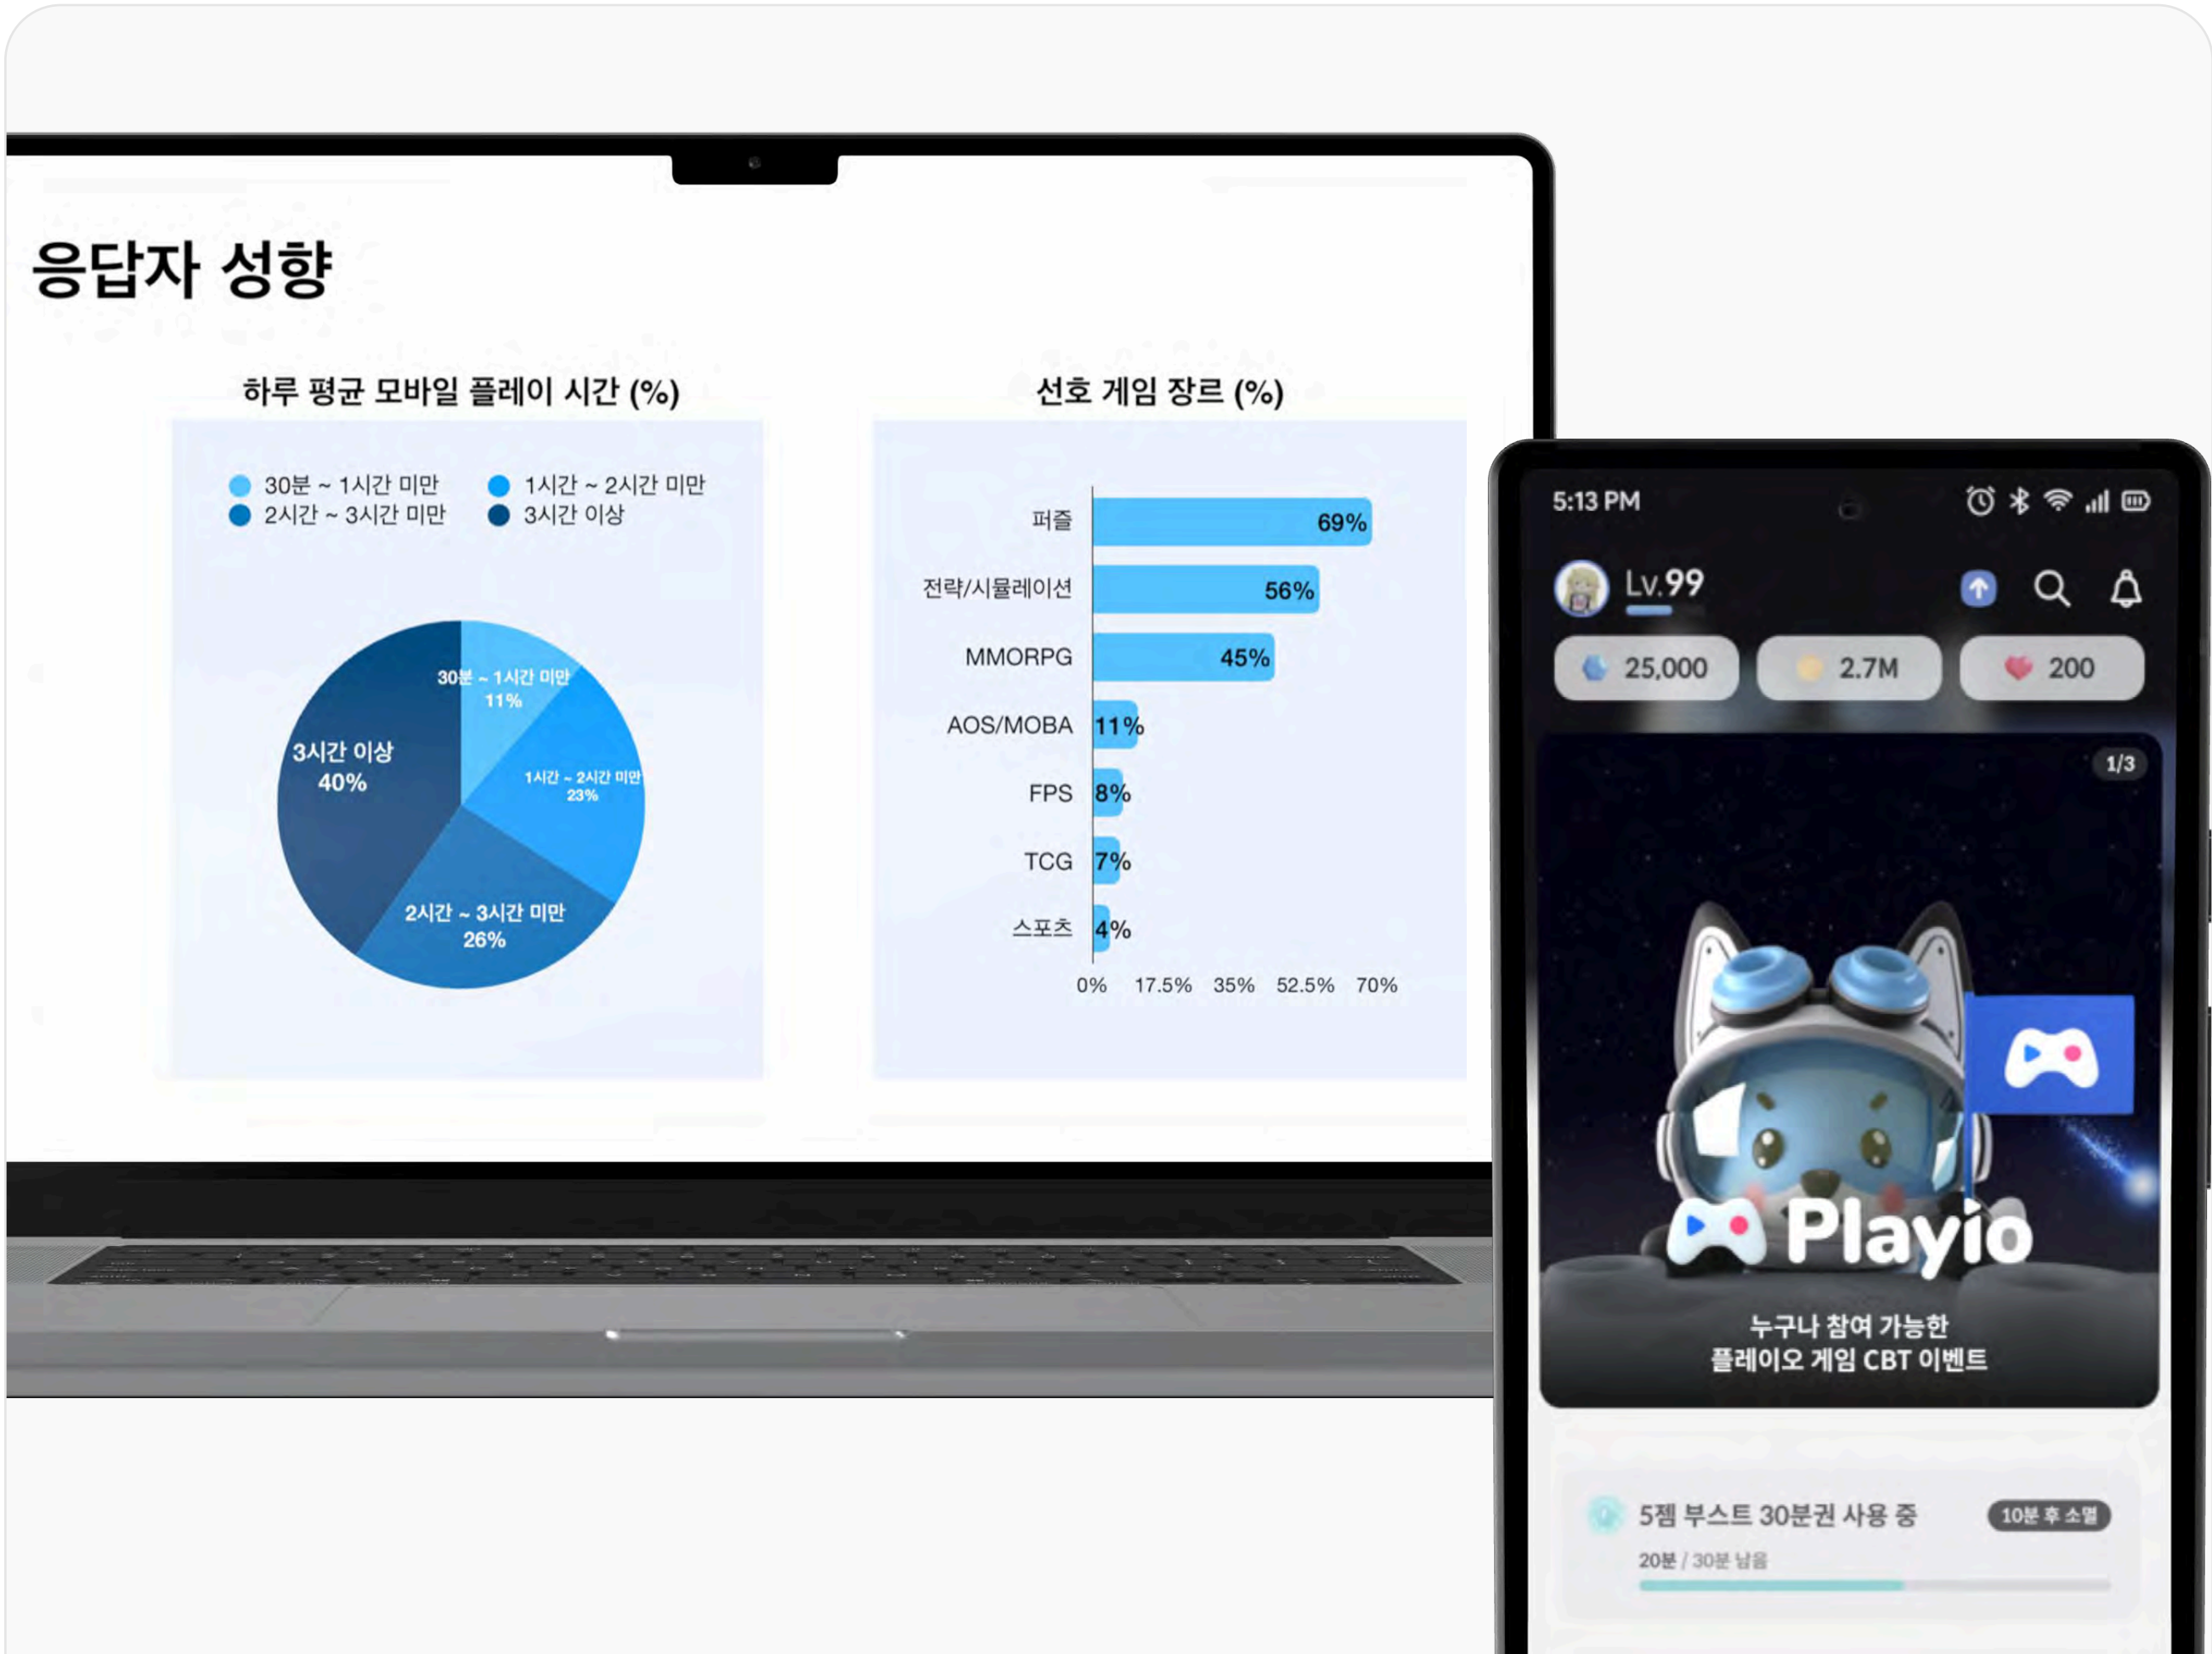 응답자 성향
하루 평균 모바일 플레이 시간 (%)
30분 ~ 1시간 미만
1시간 ~ 2시간 미만
2시간 ~ 3시간 미만
3시간 이상
30분 ~ 1시간 미만
11%
1시간 ~ 2시간 미만
23%
2시간 ~ 3시간 미만
26%
3시간 이상
40%
선호 게임 장르 (%)
퍼즐 69%
전략/시뮬레이션 56%
MMORPG 45%
AOS/MOBA 11%
FPS 8%
TCG 7%
스포츠 4%
0% 17.5% 35% 52.5% 70%
5:13 PM
Lv.99
25,000
2.7M
200
1/3
Playio
누구나 참여 가능한
플레이오 게임 CBT 이벤트
5젬 부스트 30분권 사용 중
10분 후 소멸
20분 / 30분 남음